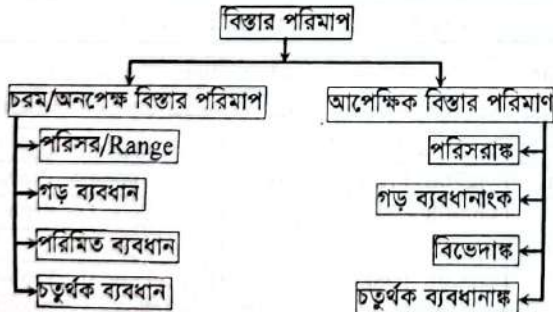 বিস্তার পরিমাপ
চরম/অনপেক্ষ বিস্তার পরিমাপ
আপেক্ষিক বিস্তার পরিমাণ
পরিসর/Range
পরিসরাঙ্ক
গড় ব্যবধান
গড় ব্যবধানাংক
পরিমিত ব্যবধান
বিভেদাঙ্ক
চতুর্থক ব্যবধান
চতুর্থক ব্যবধানাঙ্ক